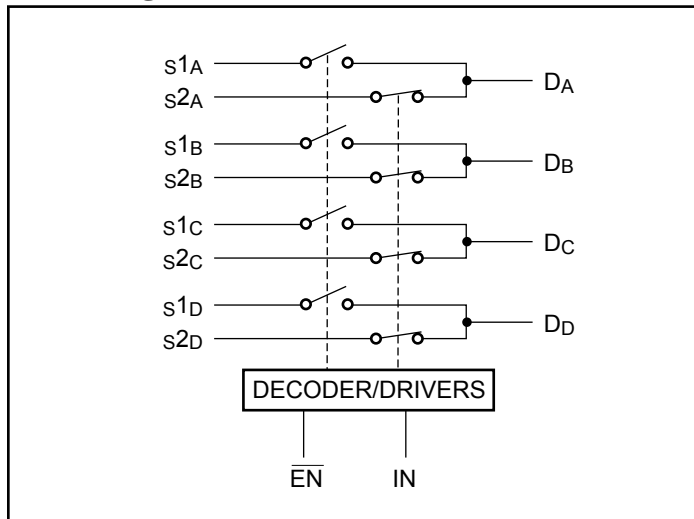 S1A
S2A
DA
S1B
S2B
DB
S1C
S2C
DC
S1D
S2D
DD
DECODER/DRIVERS
EN
IN